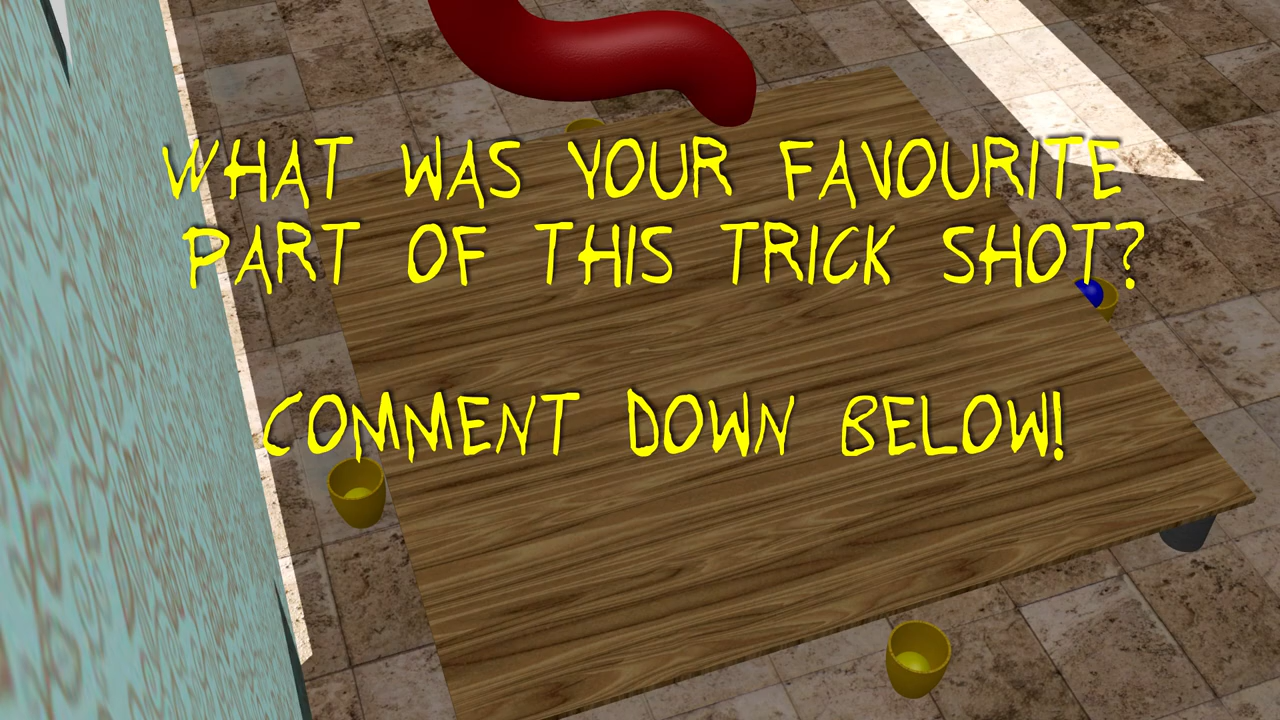 WHAT WAS YOUR FAVOURITE
PART OF THIS TRICK SHOT?
COMMENT DOWN BELOW!